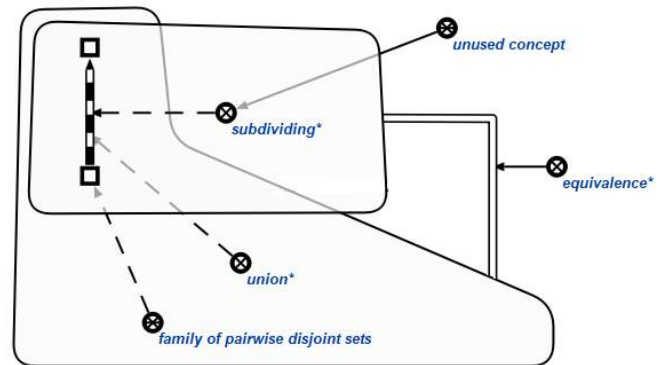 unused concept
subdividing*
equivalence*
union*
family of pairwise disjoint sets